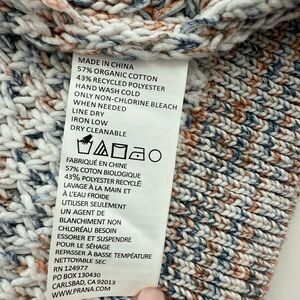 MADE IN CHINA
57% ORGANIC COTTON
43% RECYCLED POLYESTER
HAND WASH COLD
ONLY NON-CHLORINE BLEACH
WHEN NEEDED
LINE DRY
IRON LOW
DRY CLEANABLE
FABRIQUÉ EN CHINE
57% COTON BIOLOGIQUE
43% POLYESTER RECYCLÉ
LAVAGE À LA MAIN ET
À L'EAU FROIDE
UTILISER SEULEMENT
UN AGENT DE
BLANCHIMENT NON
CHLORÉAU BESOIN
ESSORER ET SUSPENDRE
POUR LE SÉHAGE
REPASSER À BASSE TEMPÉATURE
NETTOYABLE SEC
RN 124977
PO BOX 130430
CARLSBAD, CA 92013
WWW.PRANA.COM